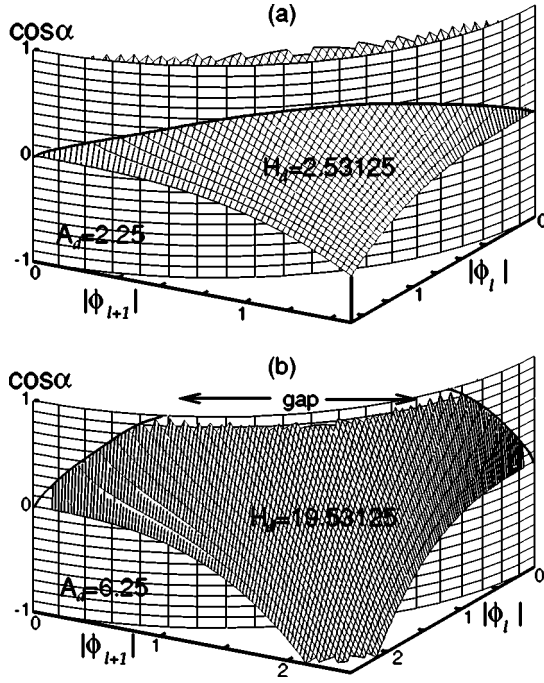 (a)
cosα
1
0
-1
H_d=2.53125
A_d=2.25
0
1
|ϕ_{l+1}|
1
0
|ϕ_l|
(b)
cosα
gap
1
0
-1
H_d=19.53125
A_d=6.25
0
1
2
|ϕ_{l+1}|
2
1
0
|ϕ_l|